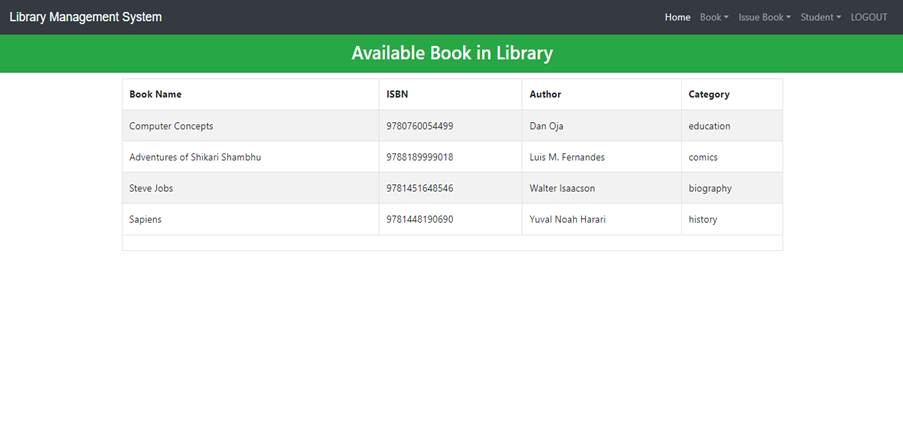 Library Management System Home Book Issue Book Student LOGOUT
Available Book in Library
Book Name ISBN Author Category
Computer Concepts 9780760054499 Dan Oja education
Adventures of Shikari Shambhu 9788189999018 Luis M. Fernandes comics
Steve Jobs 9781451648546 Walter Isaacson biography
Sapiens 9781448190690 Yuval Noah Harari history